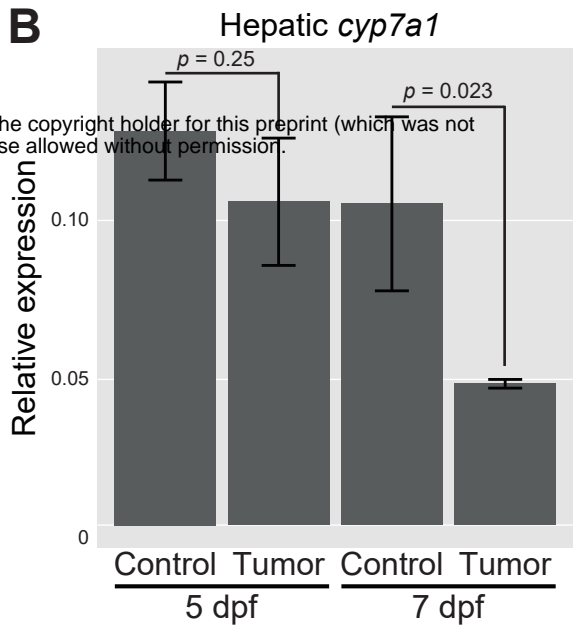 B
Hepatic cyp7a1
p = 0.25
p = 0.023
he copyright holder for this preprint (which was not
se allowed without permission.
Relative expression
0.10
0.05
0
Control Tumor Control Tumor
5 dpf 7 dpf